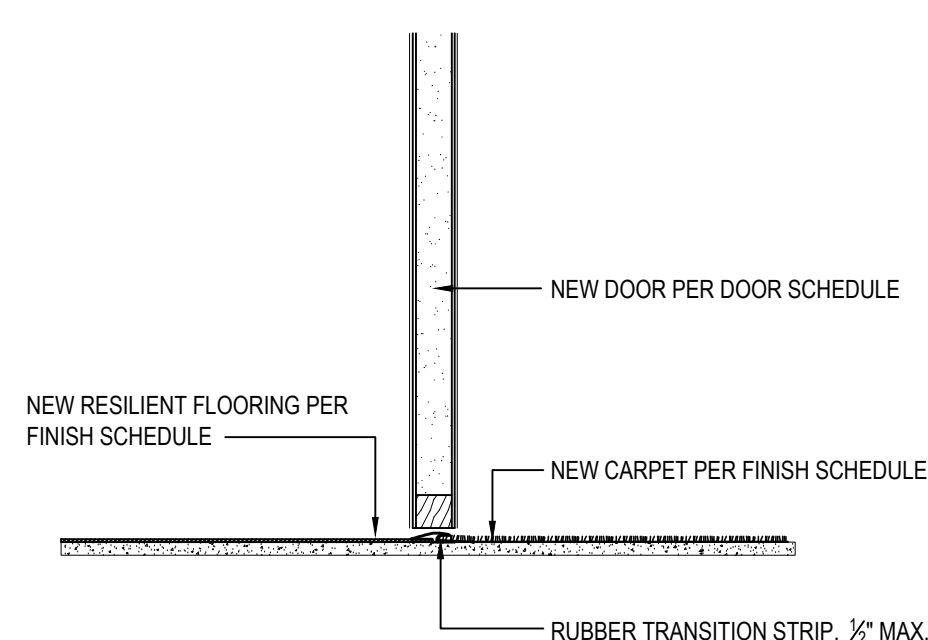 NEW DOOR PER DOOR SCHEDULE
NEW RESILIENT FLOORING PER
FINISH SCHEDULE
NEW CARPET PER FINISH SCHEDULE
RUBBER TRANSITION STRIP, ½" MAX.